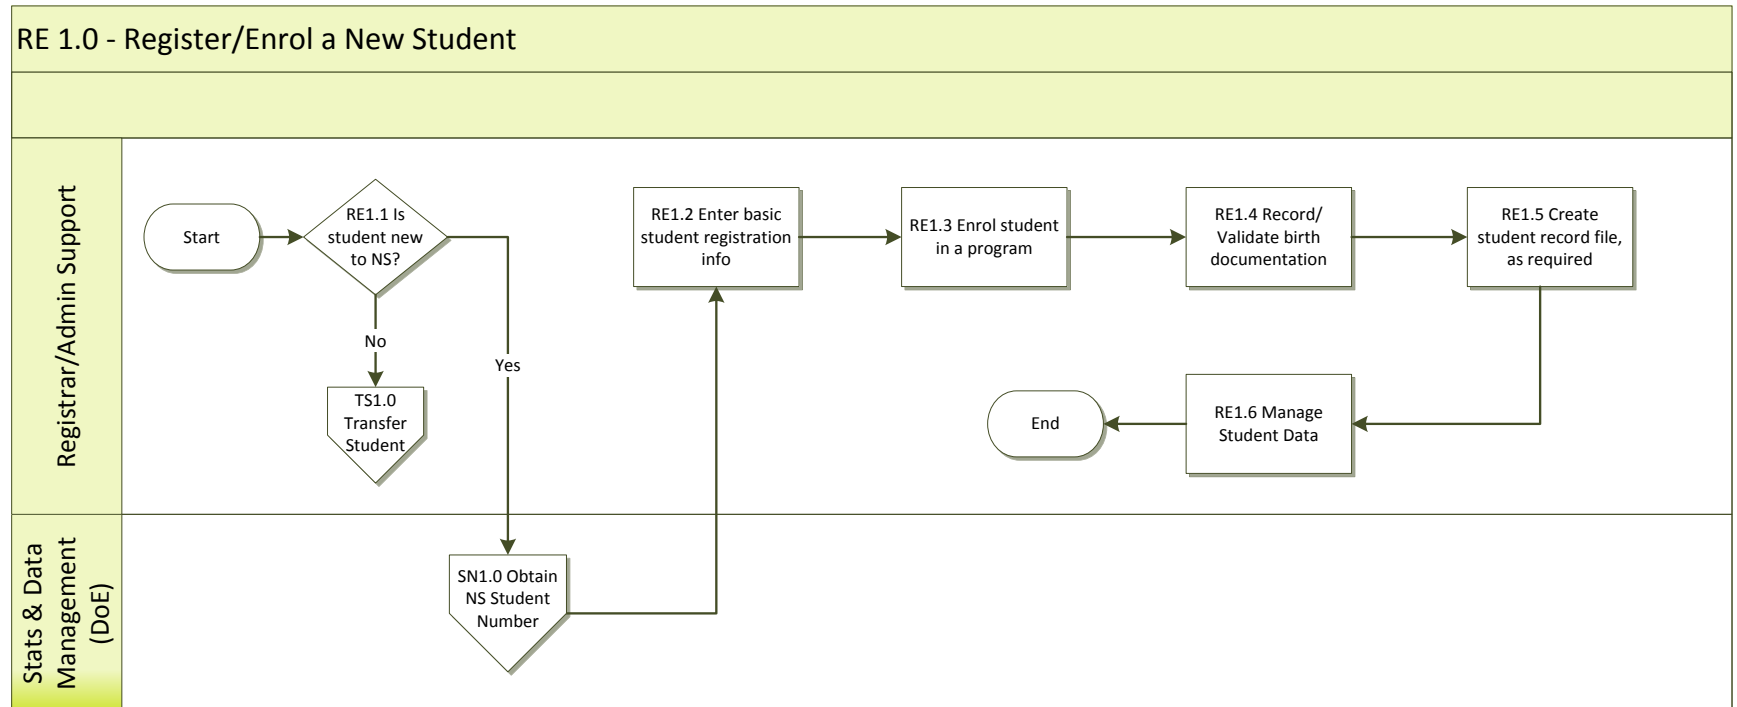 RE 1.0 - Register/Enrol a New Student
Registrar/Admin Support
Start
RE1.1 Is
student new
to NS?
No
Yes
TS1.0
Transfer
Student
RE1.2 Enter basic
student registration
info
RE1.3 Enrol student
in a program
RE1.4 Record/
Validate birth
documentation
RE1.5 Create
student record file,
as required
RE1.6 Manage
Student Data
End
Stats & Data
Management
(DoE)
SN1.0 Obtain
NS Student
Number